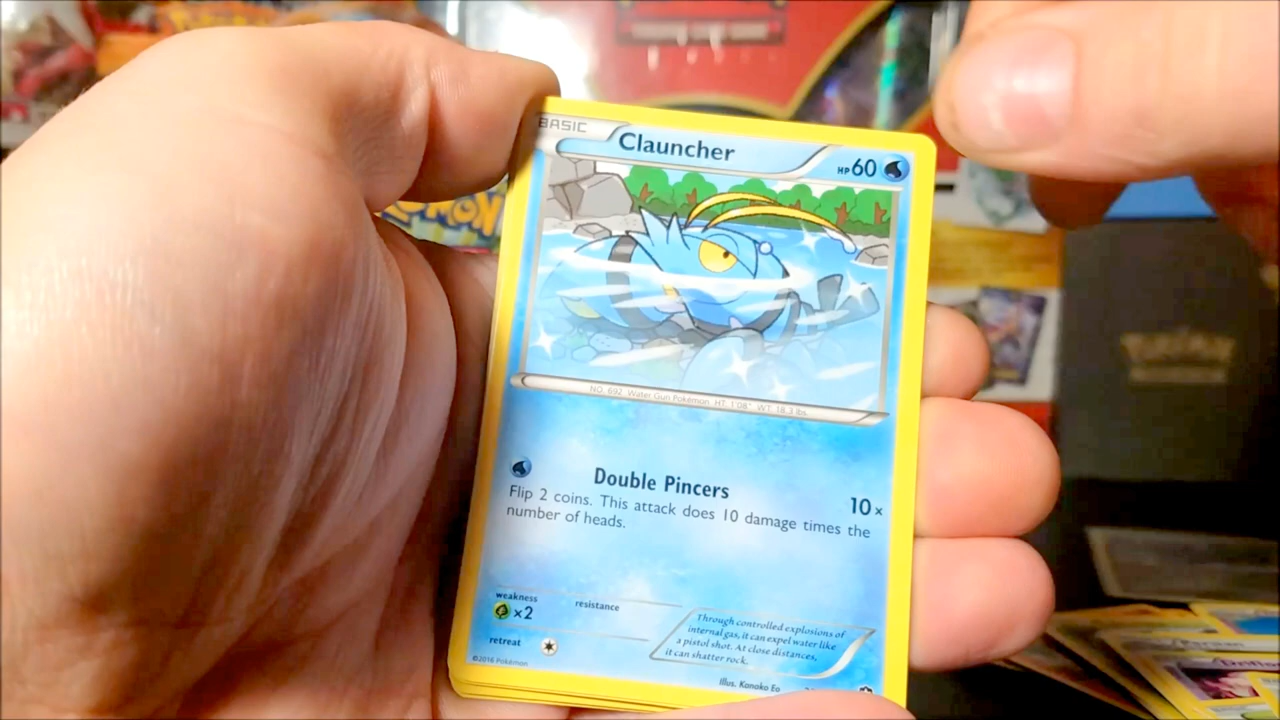 BASIC
Clauncher
HP 60
NO. 692 Water Gun Pokémon HT: 1'08" WT: 18.3 lbs.
Double Pincers
10×
Flip 2 coins. This attack does 10 damage times the
number of heads.
weakness
×2
resistance
retreat
Through controlled explosions of
internal gas, it can expel water like
a pistol shot. At close distances,
it can shatter rock.
©2016 Pokémon
Illus. Kanako Eo
POKÉMON